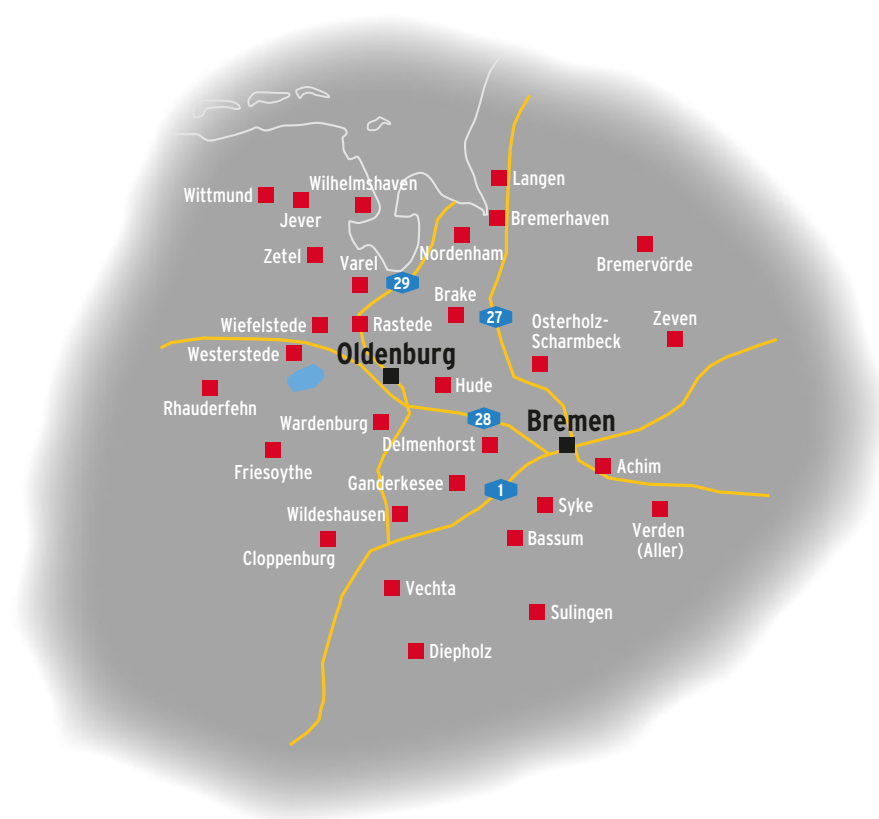 Langen
Wilhelmshaven
Wittmund
Jever
Bremerhaven
Nordenham
Zetel
Varel
Bremervörde
29
Brake
27
Osterholz-
Scharmbeck
Zeven
Wiefelstede
Rastede
Westerstede
Oldenburg
Hude
Rhauderfehn
28
Wardenburg
Bremen
Delmenhorst
Achim
Friesoythe
Ganderkesee
1
Wildeshausen
Syke
Verden
(Aller)
Bassum
Cloppenburg
Vechta
Sulingen
Diepholz